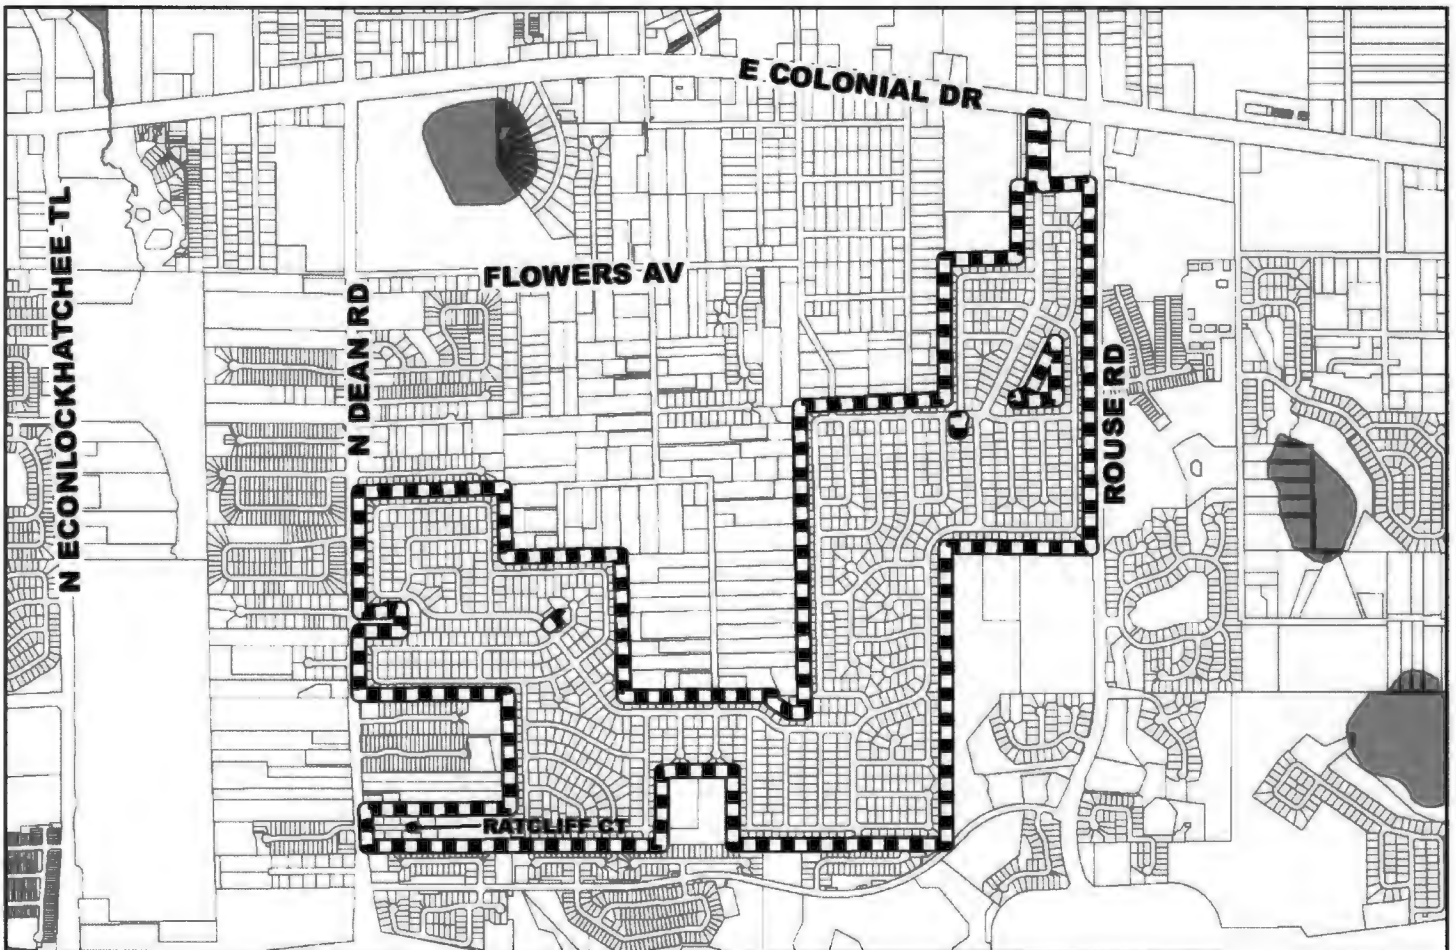 E COLONIAL DR
N ECONLOCKHATCHEE TL
FLOWERS AV
N DEAN RD
ROUSE RD
RATCLIFF CT